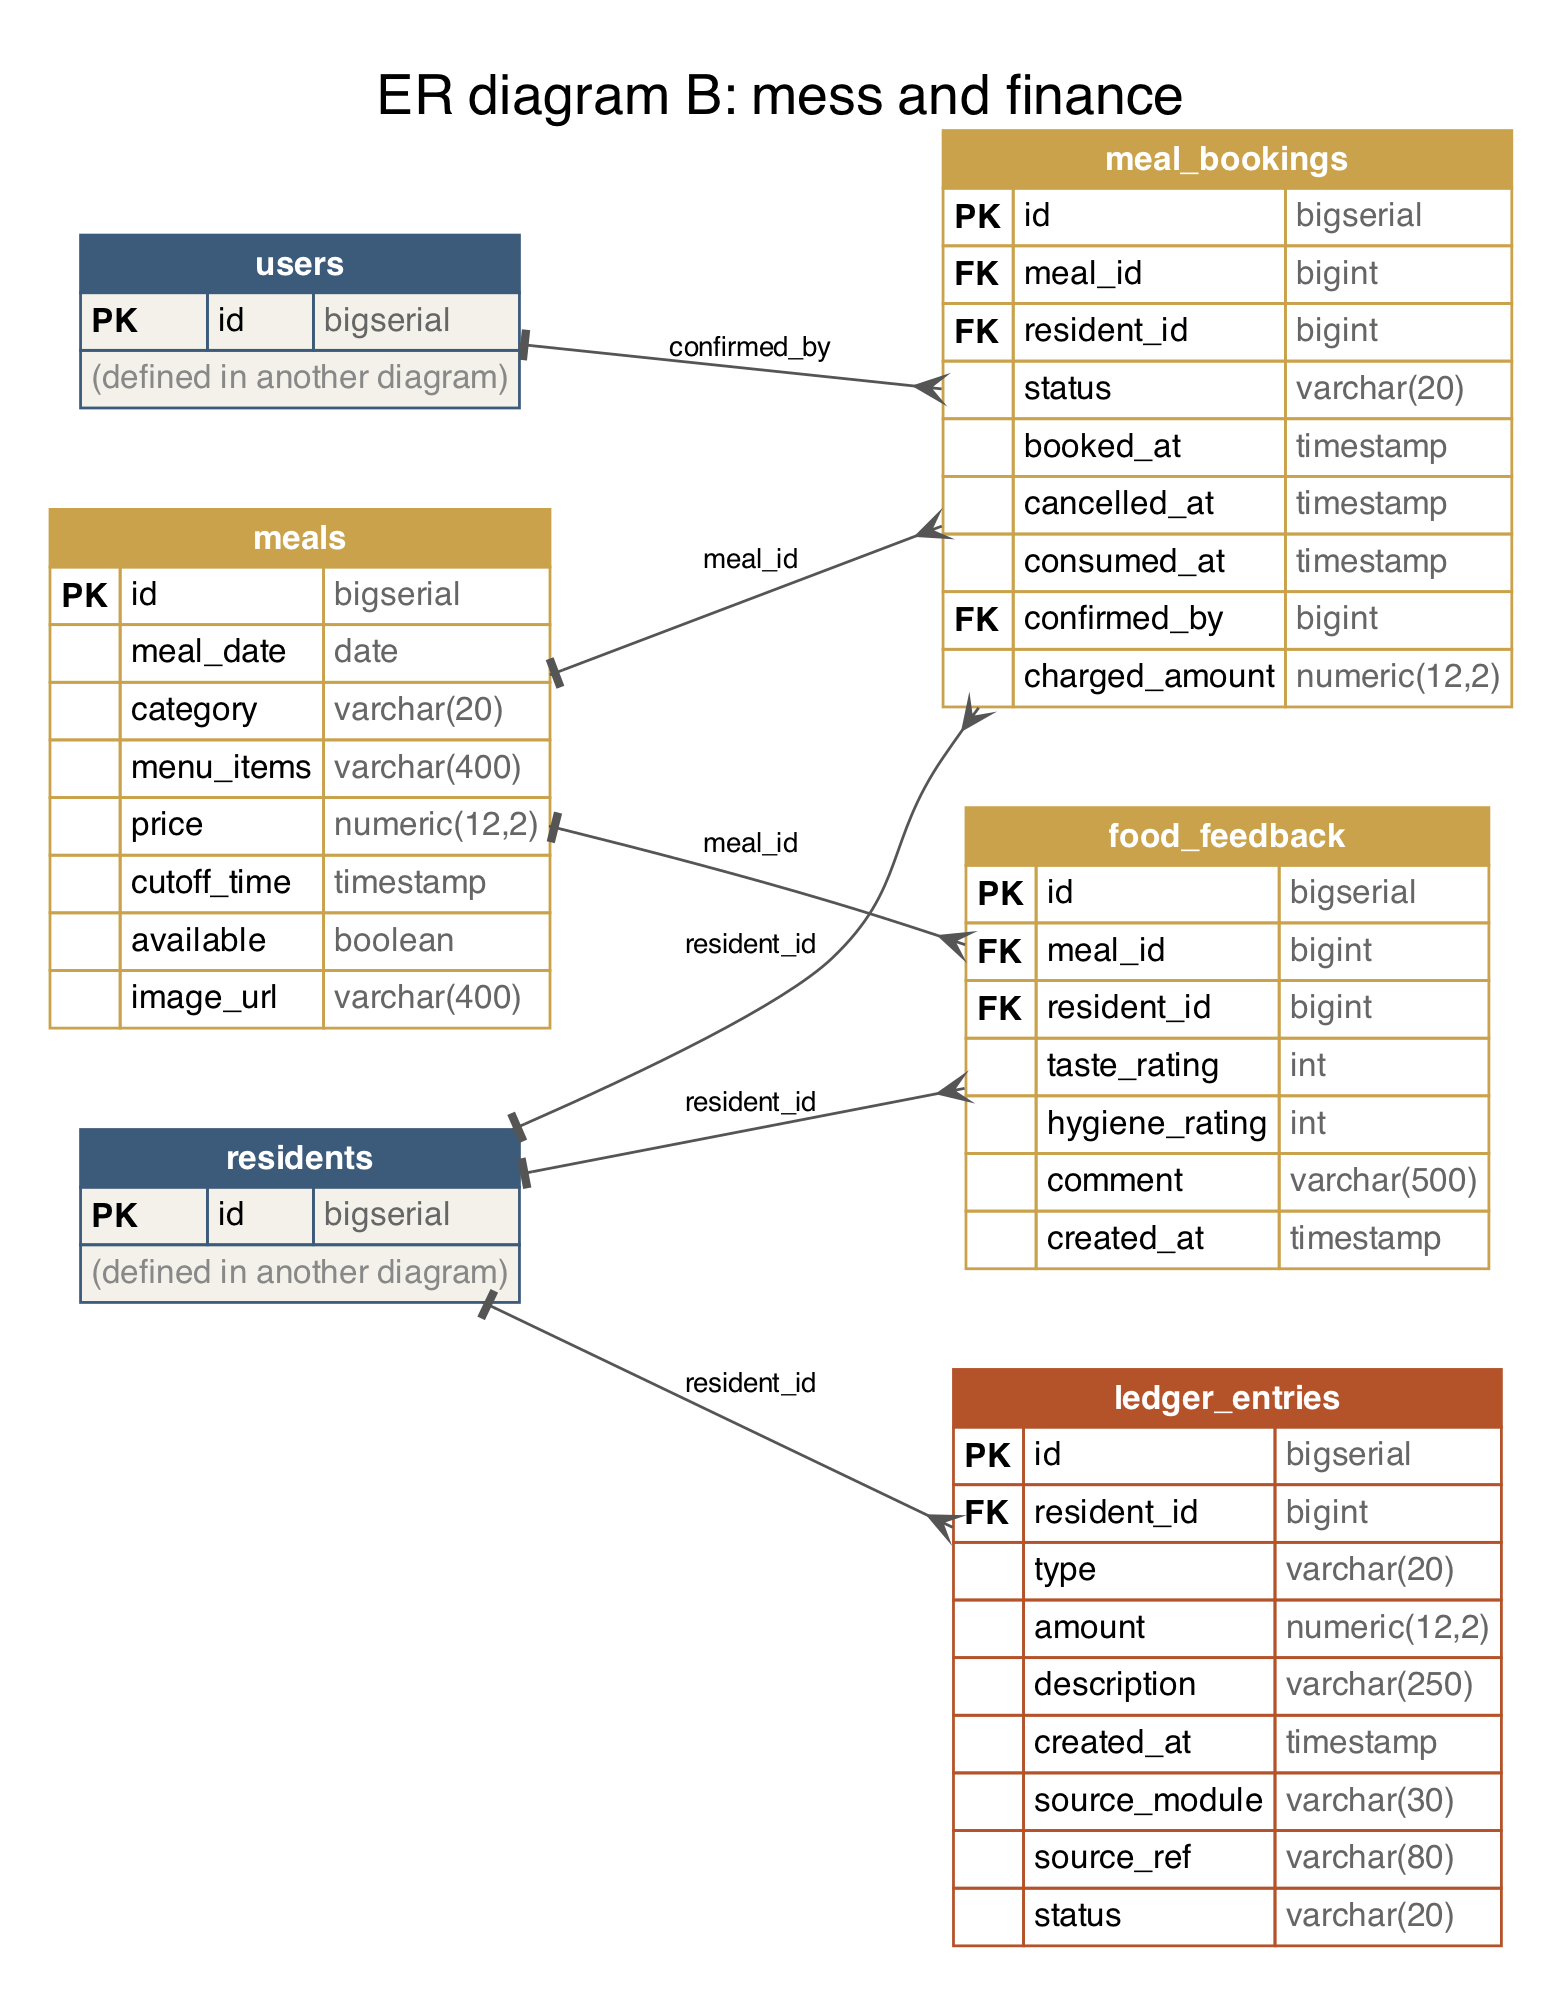 ER diagram B: mess and finance
users
PK id bigserial
(defined in another diagram)
confirmed_by
meal_bookings
PK id bigserial
FK meal_id bigint
FK resident_id bigint
status varchar(20)
booked_at timestamp
cancelled_at timestamp
consumed_at timestamp
FK confirmed_by bigint
charged_amount numeric(12,2)
meals
PK id bigserial
meal_date date
category varchar(20)
menu_items varchar(400)
price numeric(12,2)
cutoff_time timestamp
available boolean
image_url varchar(400)
meal_id
meal_id
resident_id
food_feedback
PK id bigserial
FK meal_id bigint
FK resident_id bigint
taste_rating int
hygiene_rating int
comment varchar(500)
created_at timestamp
residents
PK id bigserial
(defined in another diagram)
resident_id
resident_id
ledger_entries
PK id bigserial
FK resident_id bigint
type varchar(20)
amount numeric(12,2)
description varchar(250)
created_at timestamp
source_module varchar(30)
source_ref varchar(80)
status varchar(20)